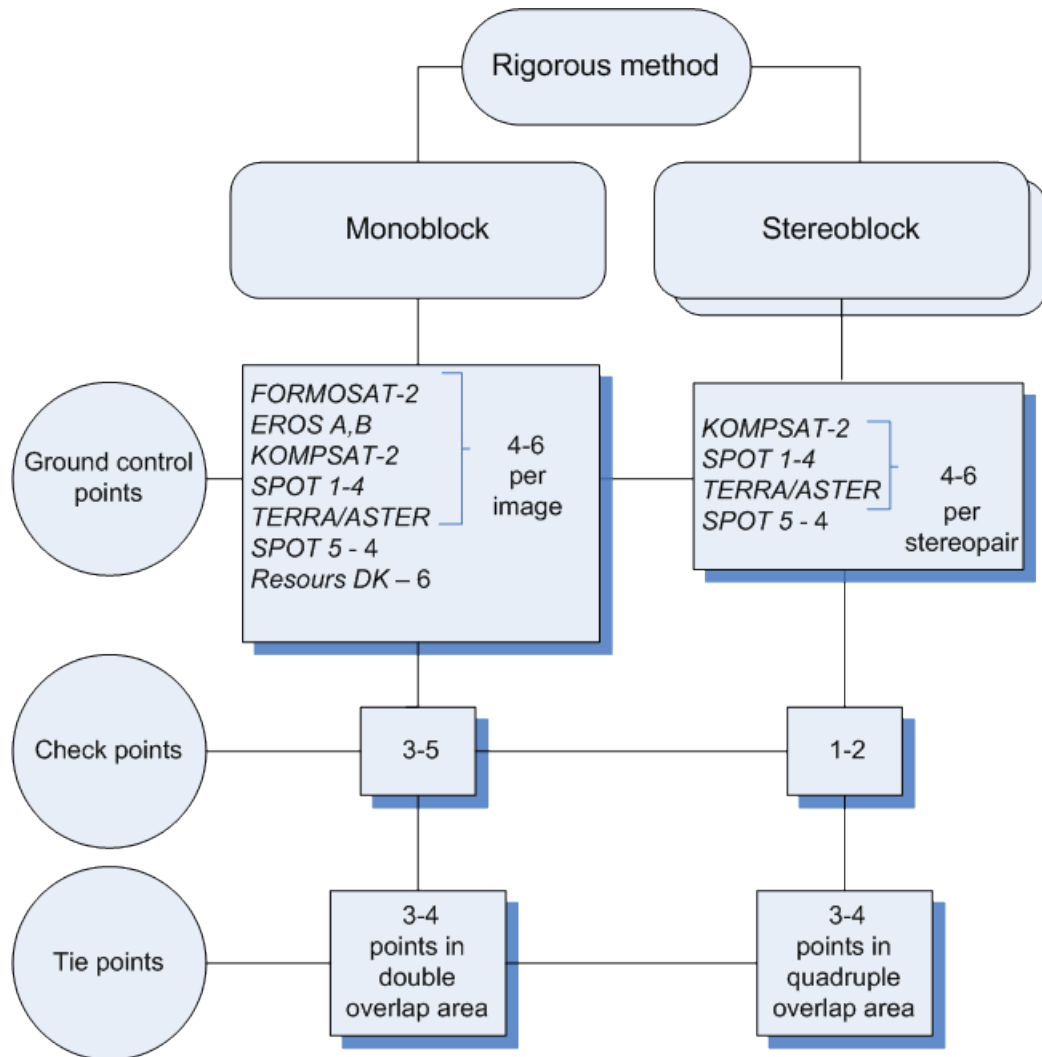 Rigorous method
Monoblock
Stereoblock
Ground control
points
FORMOSAT-2
EROS A,B
KOMPSAT-2
SPOT 1-4
TERRA/ASTER
SPOT 5 - 4
Resours DK – 6
4-6
per
image
KOMPSAT-2
SPOT 1-4
TERRA/ASTER
SPOT 5 - 4
4-6
per
stereopair
Check points
3-5
1-2
Tie points
3-4
points in
double
overlap area
3-4
points in
quadruple
overlap area